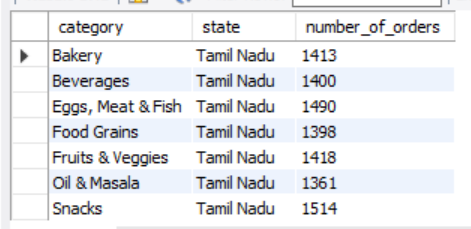 category state number_of_orders
Bakery Tamil Nadu 1413
Beverages Tamil Nadu 1400
Eggs, Meat & Fish Tamil Nadu 1490
Food Grains Tamil Nadu 1398
Fruits & Veggies Tamil Nadu 1418
Oil & Masala Tamil Nadu 1361
Snacks Tamil Nadu 1514